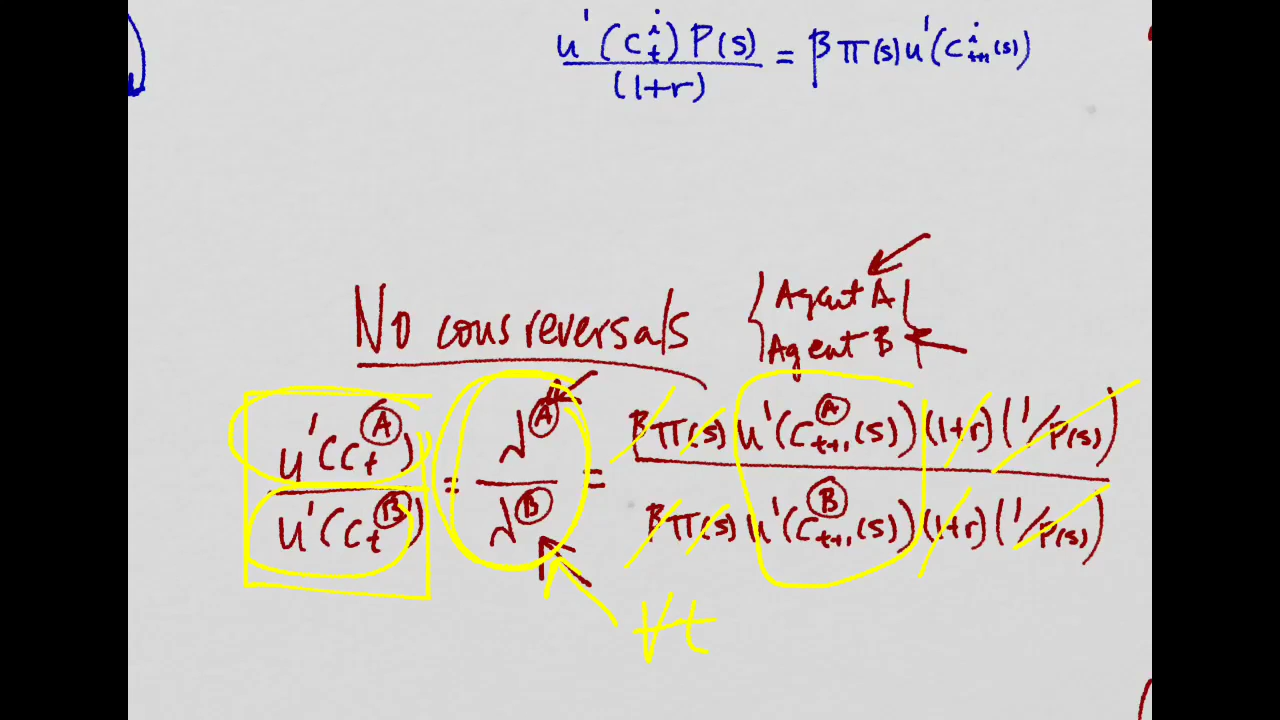 u'(c_t^i) P(s) / (1+r) = β π(s) u'(c_{t+1}^i(s))
{ Agent A
Agent B }
No cons reversals
u'(c_t^A) / u'(c_t^B) = λ^A / λ^B = β π(s) u'(c_{t+1}^A(s)) (1+r) (1/P(s)) / β π(s) u'(c_{t+1}^B(s)) (1+r) (1/P(s))
∀t